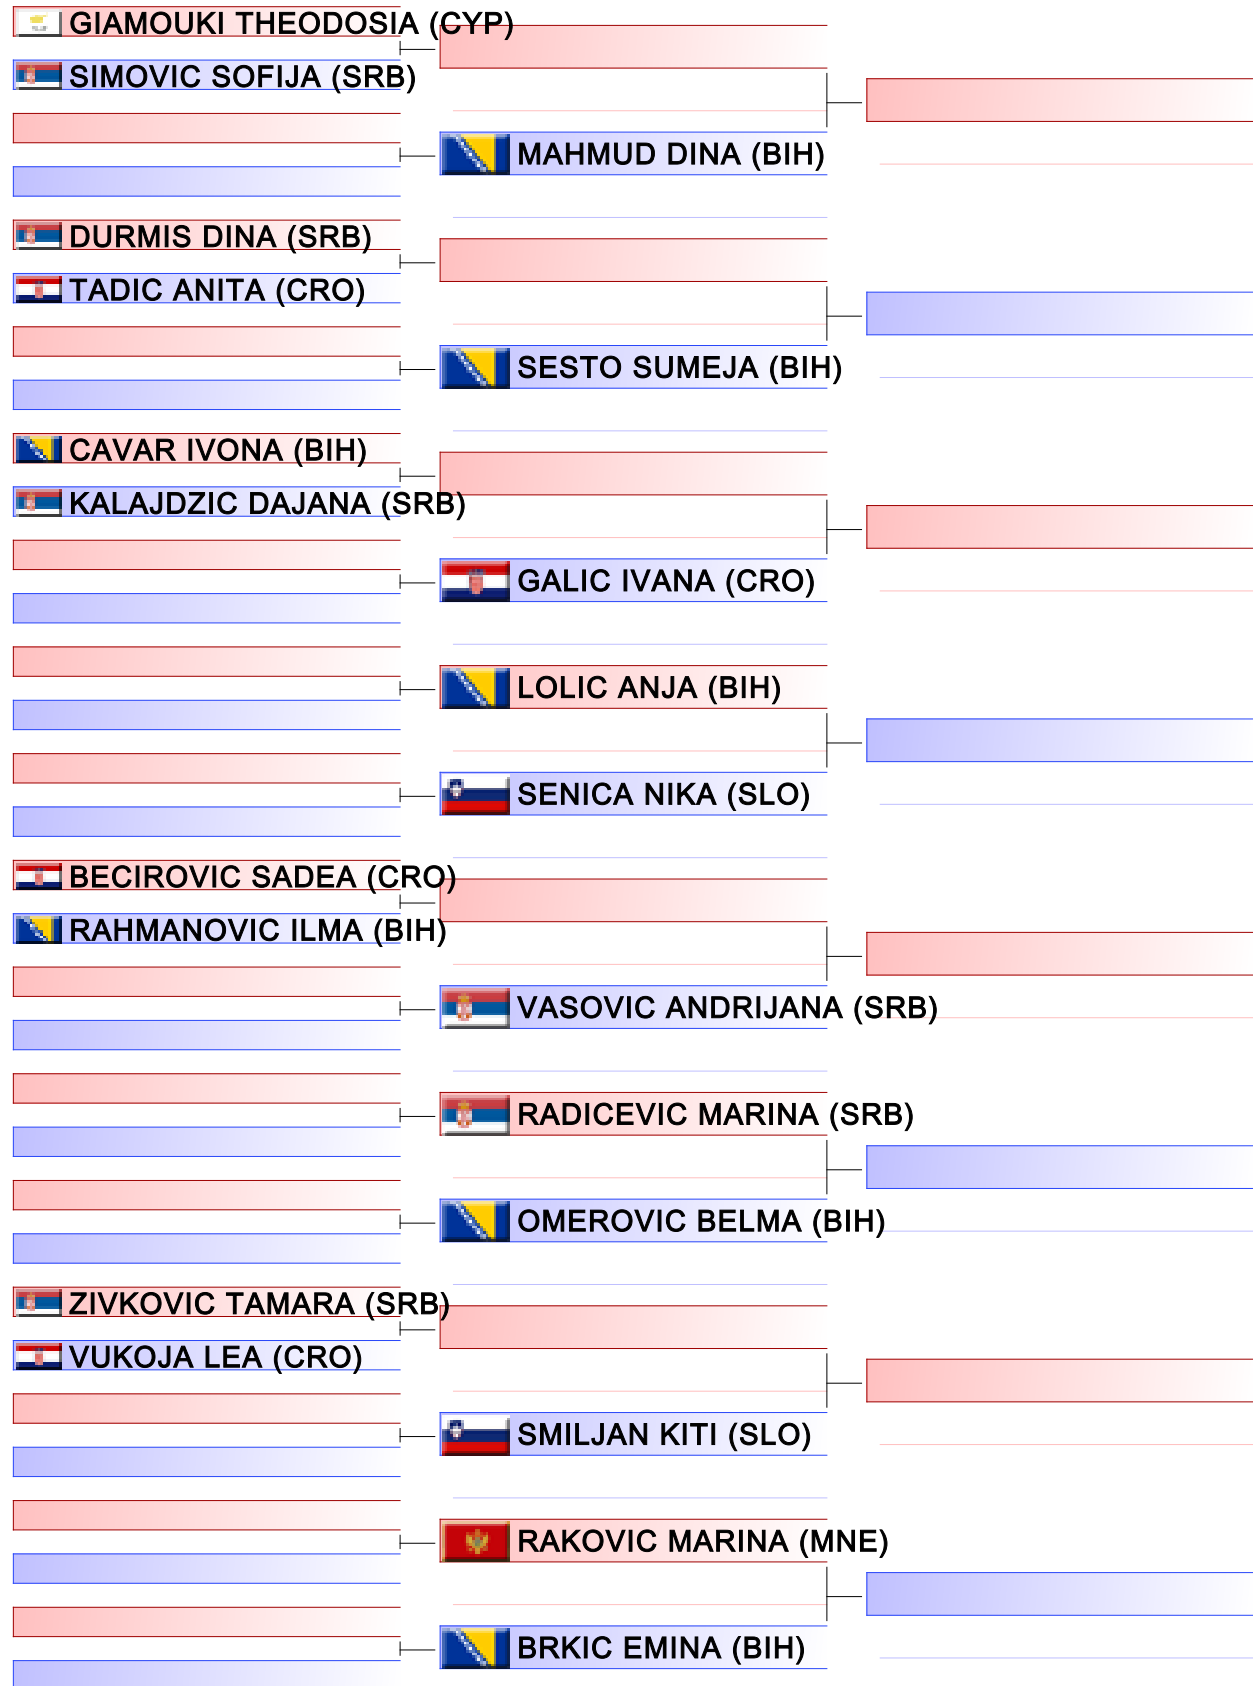 GIAMOUKI THEODOSIA (CYP)
SIMOVIC SOFIJA (SRB)
MAHMUD DINA (BIH)
DURMIS DINA (SRB)
TADIC ANITA (CRO)
SESTO SUMEJA (BIH)
CAVAR IVONA (BIH)
KALAJDZIC DAJANA (SRB)
GALIC IVANA (CRO)
LOLIC ANJA (BIH)
SENICA NIKA (SLO)
BECIROVIC SADEA (CRO)
RAHMANOVIC ILMA (BIH)
VASOVIC ANDRIJANA (SRB)
RADICEVIC MARINA (SRB)
OMEROVIC BELMA (BIH)
ZIVKOVIC TAMARA (SRB)
VUKOJA LEA (CRO)
SMILJAN KITI (SLO)
RAKOVIC MARINA (MNE)
BRKIC EMINA (BIH)